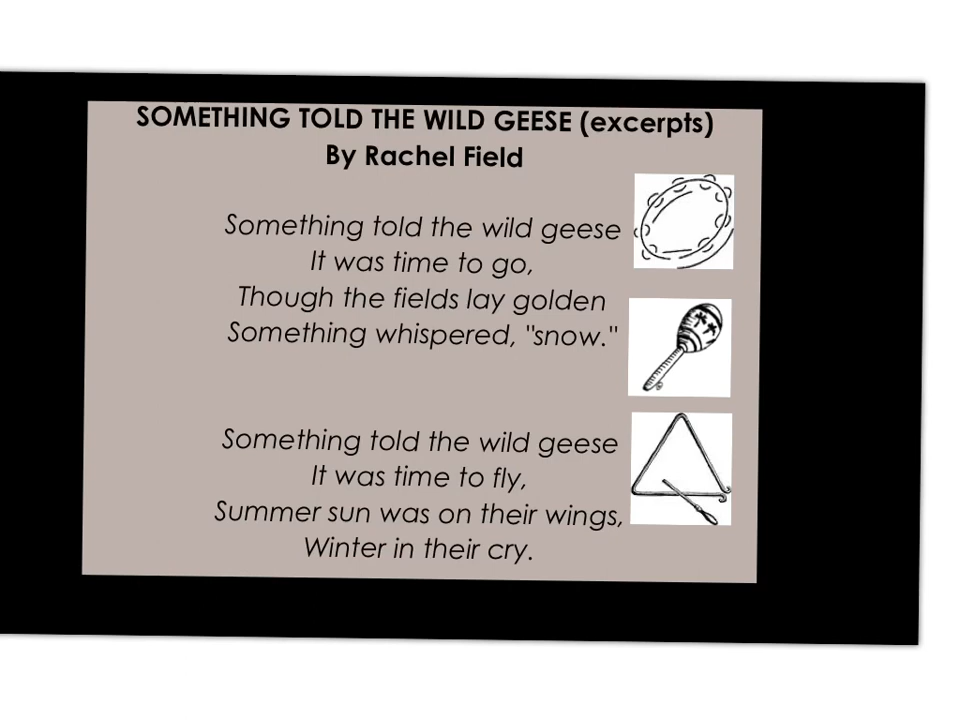 SOMETHING TOLD THE WILD GEESE (excerpts)
By Rachel Field
Something told the wild geese
It was time to go,
Though the fields lay golden
Something whispered, "snow."
Something told the wild geese
It was time to fly,
Summer sun was on their wings,
Winter in their cry.